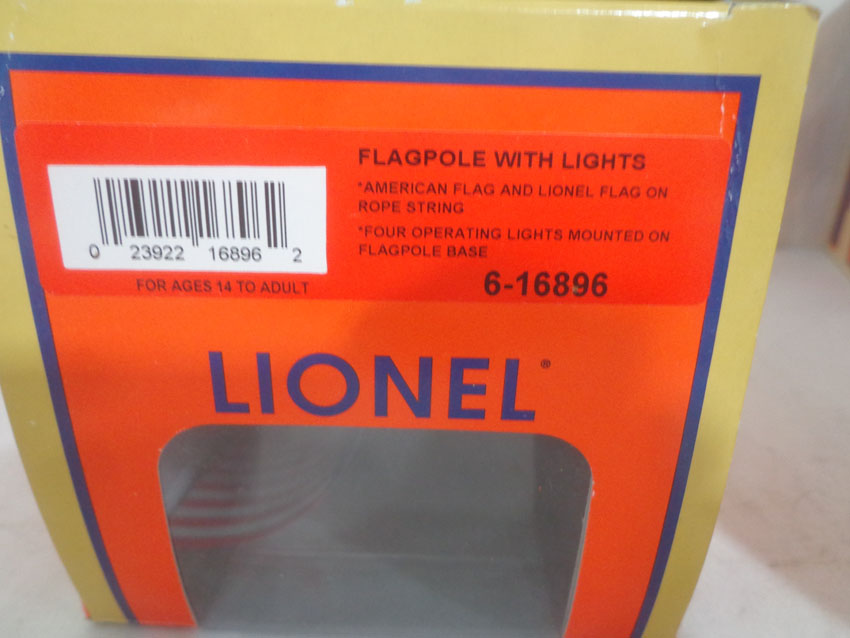 FLAGPOLE WITH LIGHTS
*AMERICAN FLAG AND LIONEL FLAG ON
ROPE STRING
*FOUR OPERATING LIGHTS MOUNTED ON
FLAGPOLE BASE
0 23922 16896 2
FOR AGES 14 TO ADULT
6-16896
LIONEL®